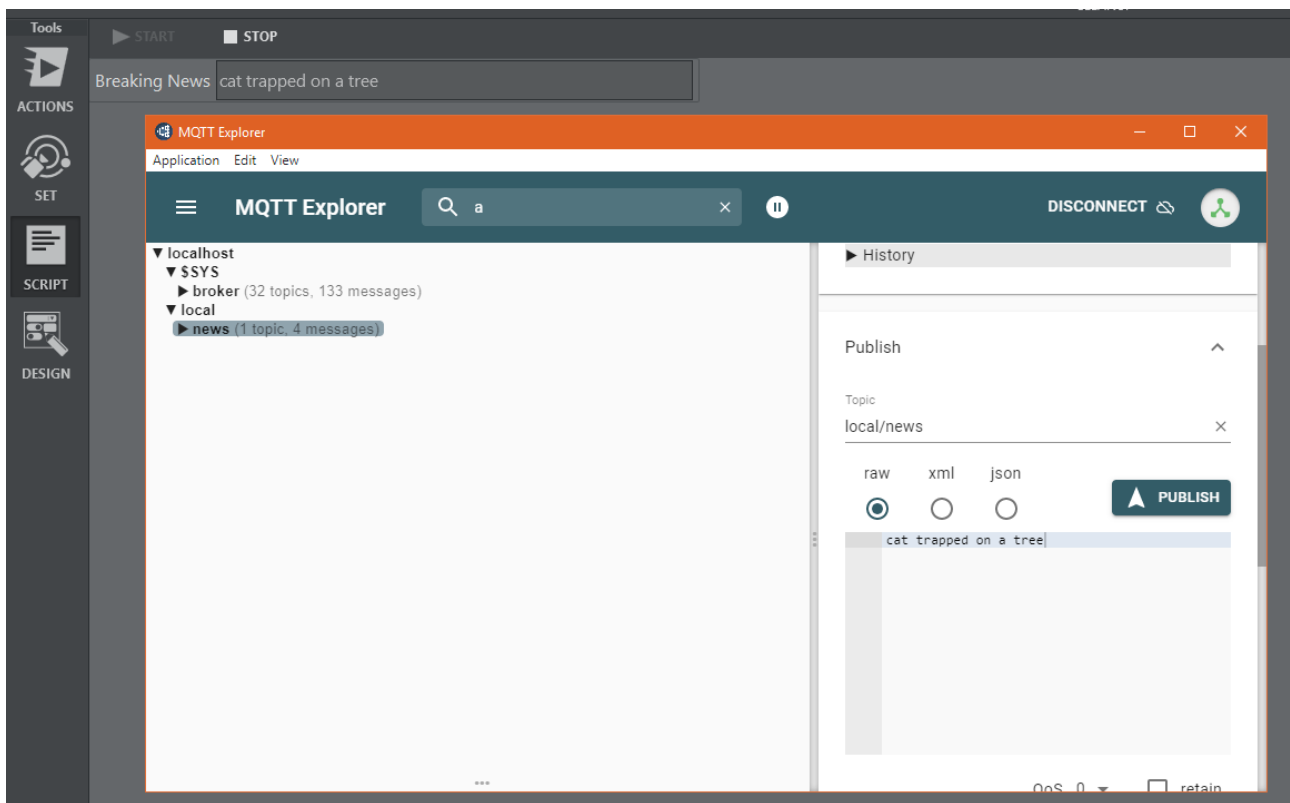 Tools
START
STOP
Breaking News cat trapped on a tree
ACTIONS
SET
SCRIPT
DESIGN
MQTT Explorer
Application Edit View
MQTT Explorer
a
DISCONNECT
▼ localhost
▼ $SYS
▶ broker (32 topics, 133 messages)
▼ local
▶ news (1 topic, 4 messages)
▶ History
Publish
Topic
local/news
raw xml json
PUBLISH
cat trapped on a tree
QoS 0
retain